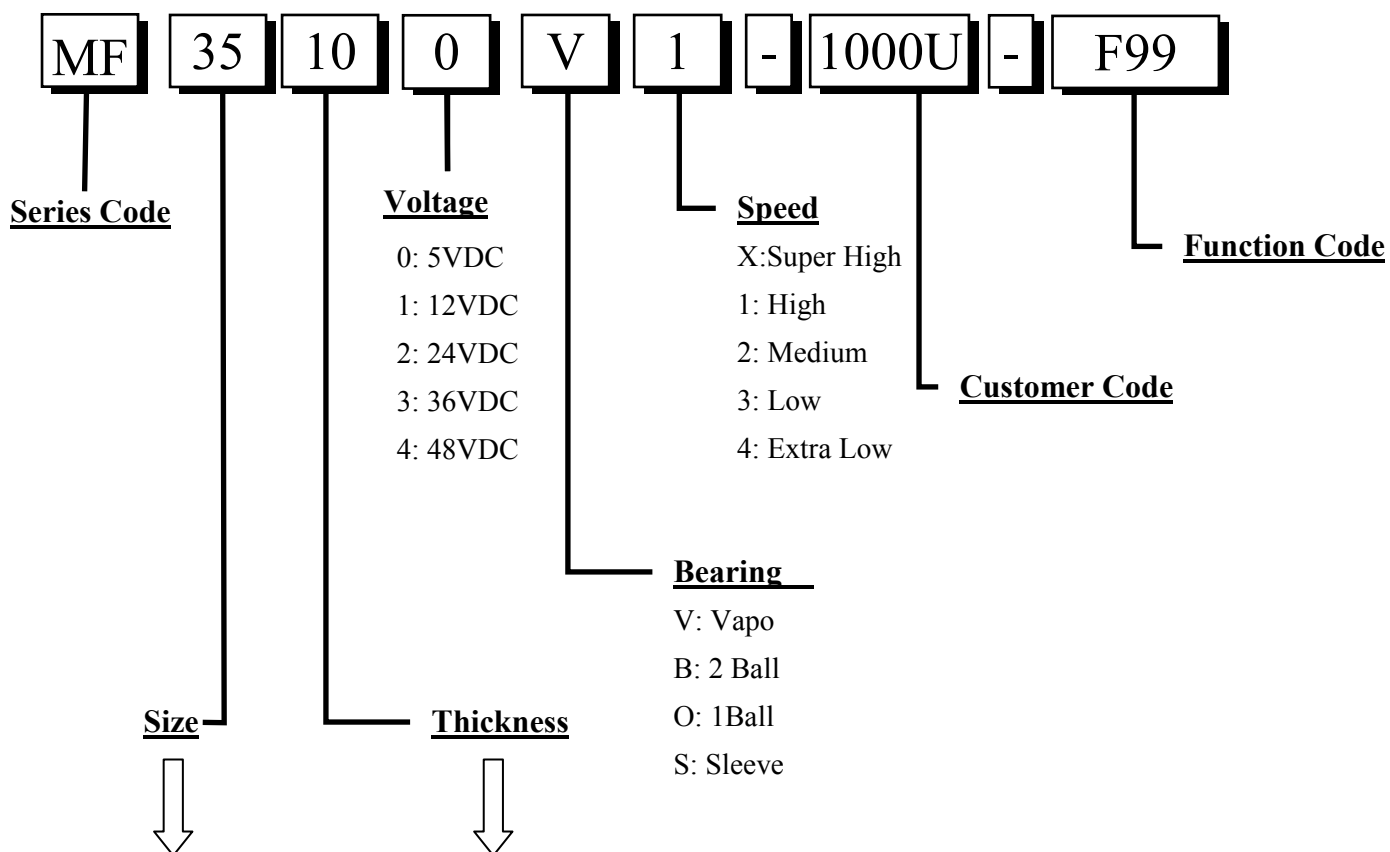 MF 35 10 0 V 1 - 1000U - F99
Series Code
Voltage
0: 5VDC
1: 12VDC
2: 24VDC
3: 36VDC
4: 48VDC
Speed
X:Super High
1: High
2: Medium
3: Low
4: Extra Low
Function Code
Customer Code
Bearing
V: Vapo
B: 2 Ball
O: 1Ball
S: Sleeve
Size
Thickness